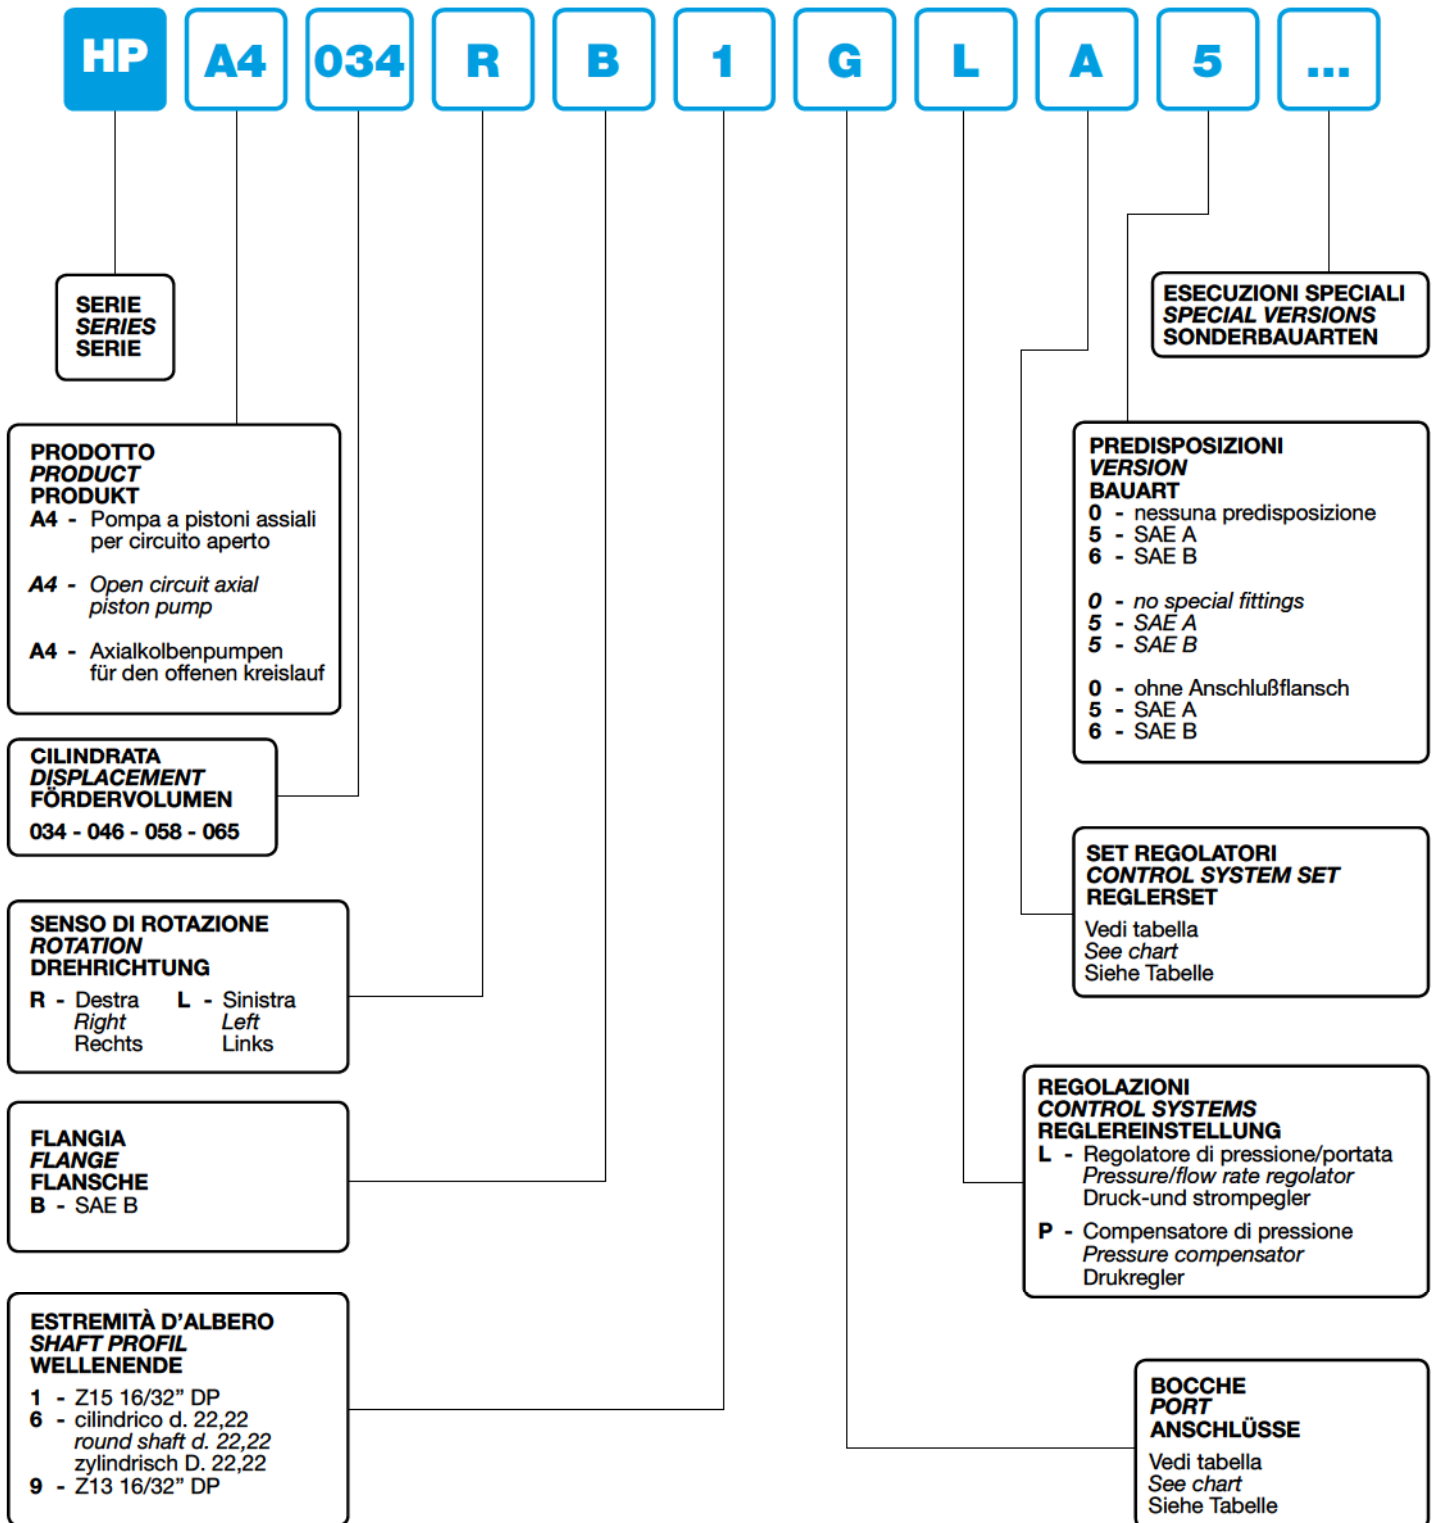 HP A4 034 R B 1 G L A 5 ...
SERIE
SERIES
SERIE
ESECUZIONI SPECIALI
SPECIAL VERSIONS
SONDERBAUARTEN
PRODOTTO
PRODUCT
PRODUKT
A4 - Pompa a pistoni assiali
per circuito aperto
A4 - Open circuit axial
piston pump
A4 - Axialkolbenpumpen
für den offenen kreislauf
PREDISPOSIZIONI
VERSION
BAUART
0 - nessuna predisposizione
5 - SAE A
6 - SAE B
0 - no special fittings
5 - SAE A
5 - SAE B
0 - ohne Anschlußflansch
5 - SAE A
6 - SAE B
CILINDRATA
DISPLACEMENT
FÖRDERVOLUMEN
034 - 046 - 058 - 065
SET REGOLATORI
CONTROL SYSTEM SET
REGLERSET
Vedi tabella
See chart
Siehe Tabelle
SENSO DI ROTAZIONE
ROTATION
DREHRICHTUNG
R - Destra L - Sinistra
Right Left
Rechts Links
REGOLAZIONI
CONTROL SYSTEMS
REGLEREINSTELLUNG
L - Regolatore di pressione/portata
Pressure/flow rate regolator
Druck-und strompegler
P - Compensatore di pressione
Pressure compensator
Drukregler
FLANGIA
FLANGE
FLANSCHE
B - SAE B
ESTREMITÀ D'ALBERO
SHAFT PROFIL
WELLENENDE
1 - Z15 16/32” DP
6 - cilindrico d. 22,22
round shaft d. 22,22
zylindrisch D. 22,22
9 - Z13 16/32” DP
BOCCHE
PORT
ANSCHLÜSSE
Vedi tabella
See chart
Siehe Tabelle